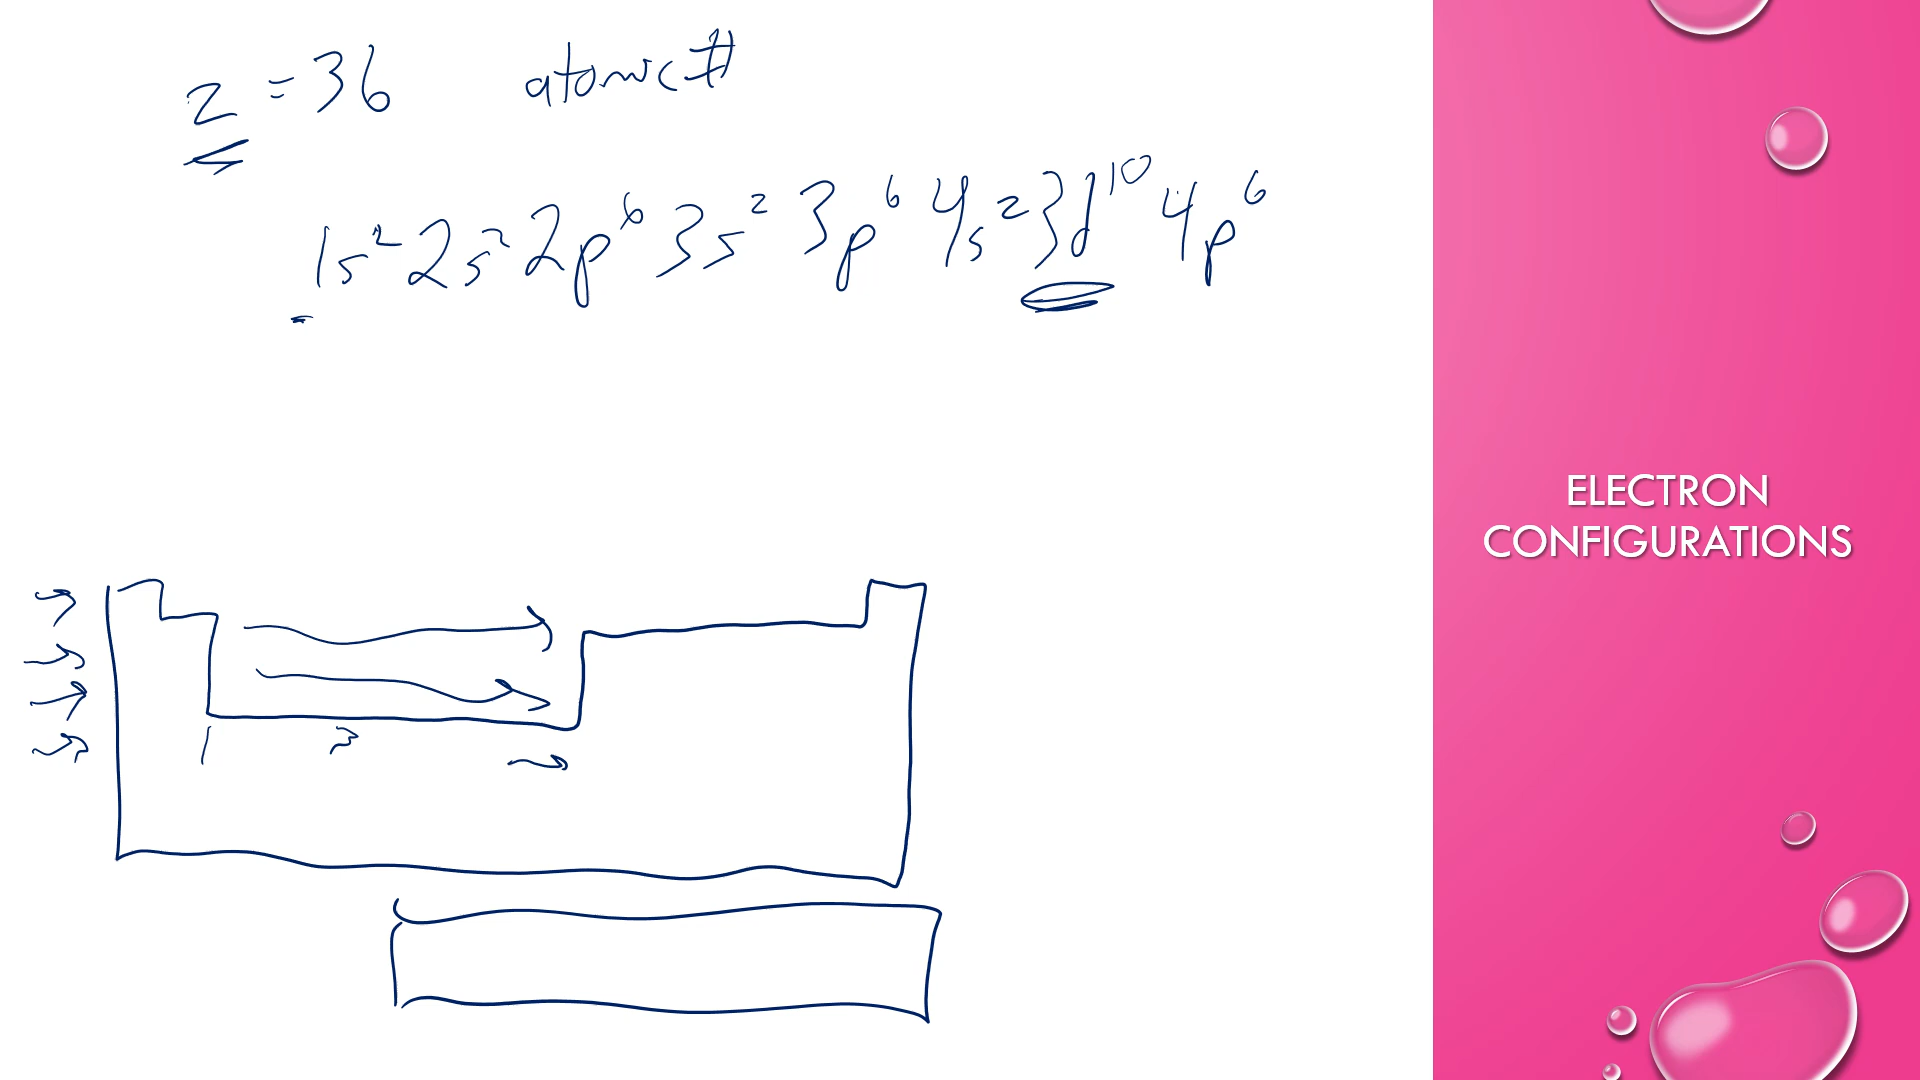 z = 36 atomic #
1s² 2s² 2p⁶ 3s² 3p⁶ 4s² 3d¹⁰ 4p⁶
ELECTRON
CONFIGURATIONS